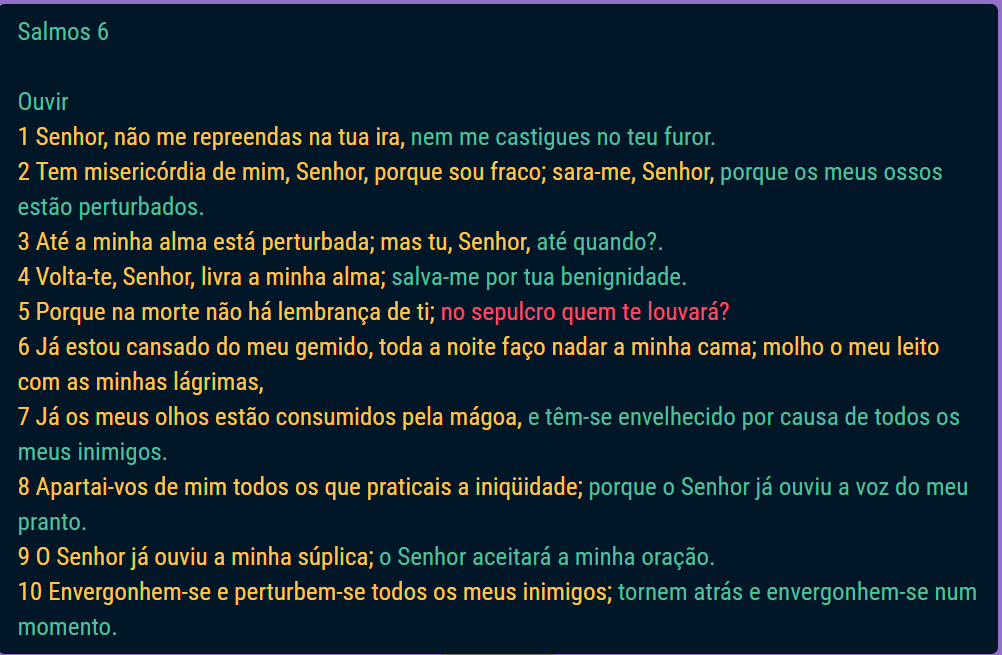 Salmos 6
Ouvir
1 Senhor, não me repreendas na tua ira, nem me castigues no teu furor.
2 Tem misericórdia de mim, Senhor, porque sou fraco; sara-me, Senhor, porque os meus ossos
estão perturbados.
3 Até a minha alma está perturbada; mas tu, Senhor, até quando?.
4 Volta-te, Senhor, livra a minha alma; salva-me por tua benignidade.
5 Porque na morte não há lembrança de ti; no sepulcro quem te louvará?
6 Já estou cansado do meu gemido, toda a noite faço nadar a minha cama; molho o meu leito
com as minhas lágrimas,
7 Já os meus olhos estão consumidos pela mágoa, e têm-se envelhecido por causa de todos os
meus inimigos.
8 Apartai-vos de mim todos os que praticais a iniqüidade; porque o Senhor já ouviu a voz do meu
pranto.
9 O Senhor já ouviu a minha súplica; o Senhor aceitará a minha oração.
10 Envergonhem-se e perturbem-se todos os meus inimigos; tornem atrás e envergonhem-se num
momento.